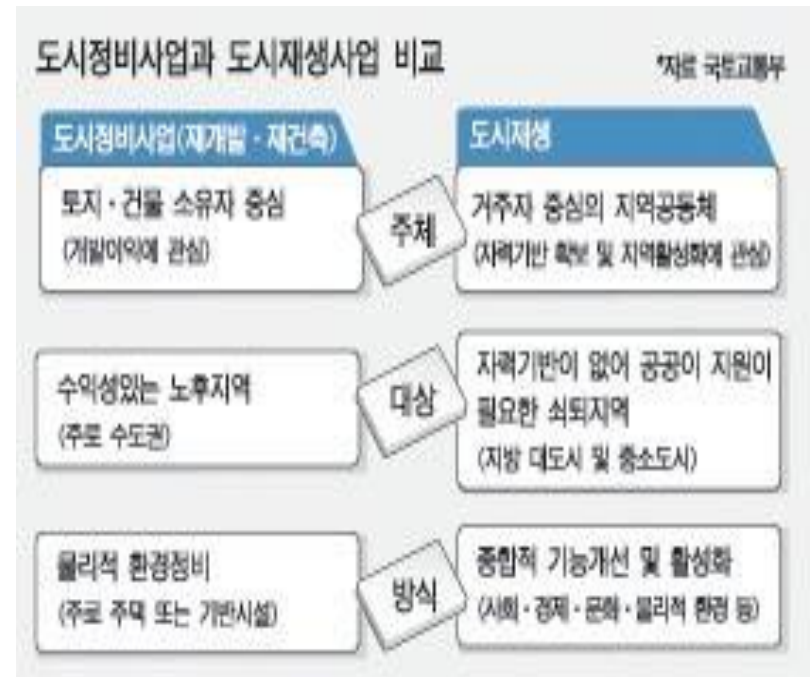 도시정비사업과 도시재생사업 비교
*자료 국토교통부
도시정비사업(재개발·재건축)
도시재생
토지·건물 소유자 중심
(개발이익에 관심)
주체
거주자 중심의 지역공동체
(자력기반 확보 및 지역활성화에 관심)
수익성있는 노후지역
(주로 수도권)
대상
자력기반이 없어 공공이 지원이
필요한 쇠퇴지역
(지방 대도시 및 중소도시)
물리적 환경정비
(주로 주택 또는 기반시설)
방식
종합적 기능개선 및 활성화
(사회·경제·문화·물리적 환경 등)